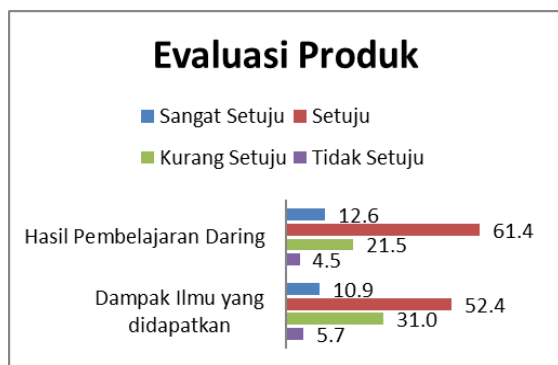 Evaluasi Produk
Sangat Setuju Setuju
Kurang Setuju Tidak Setuju
Hasil Pembelajaran Daring
12.6
61.4
21.5
4.5
Dampak Ilmu yang
didapatkan
10.9
52.4
31.0
5.7